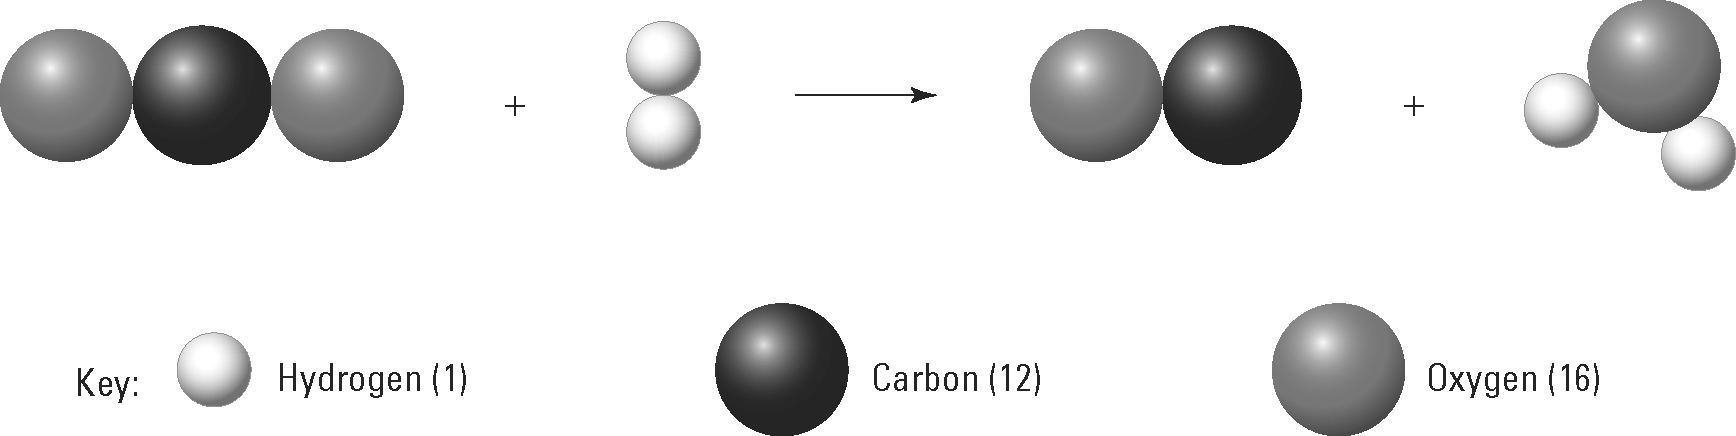 + +
Key: Hydrogen (1) Carbon (12) Oxygen (16)